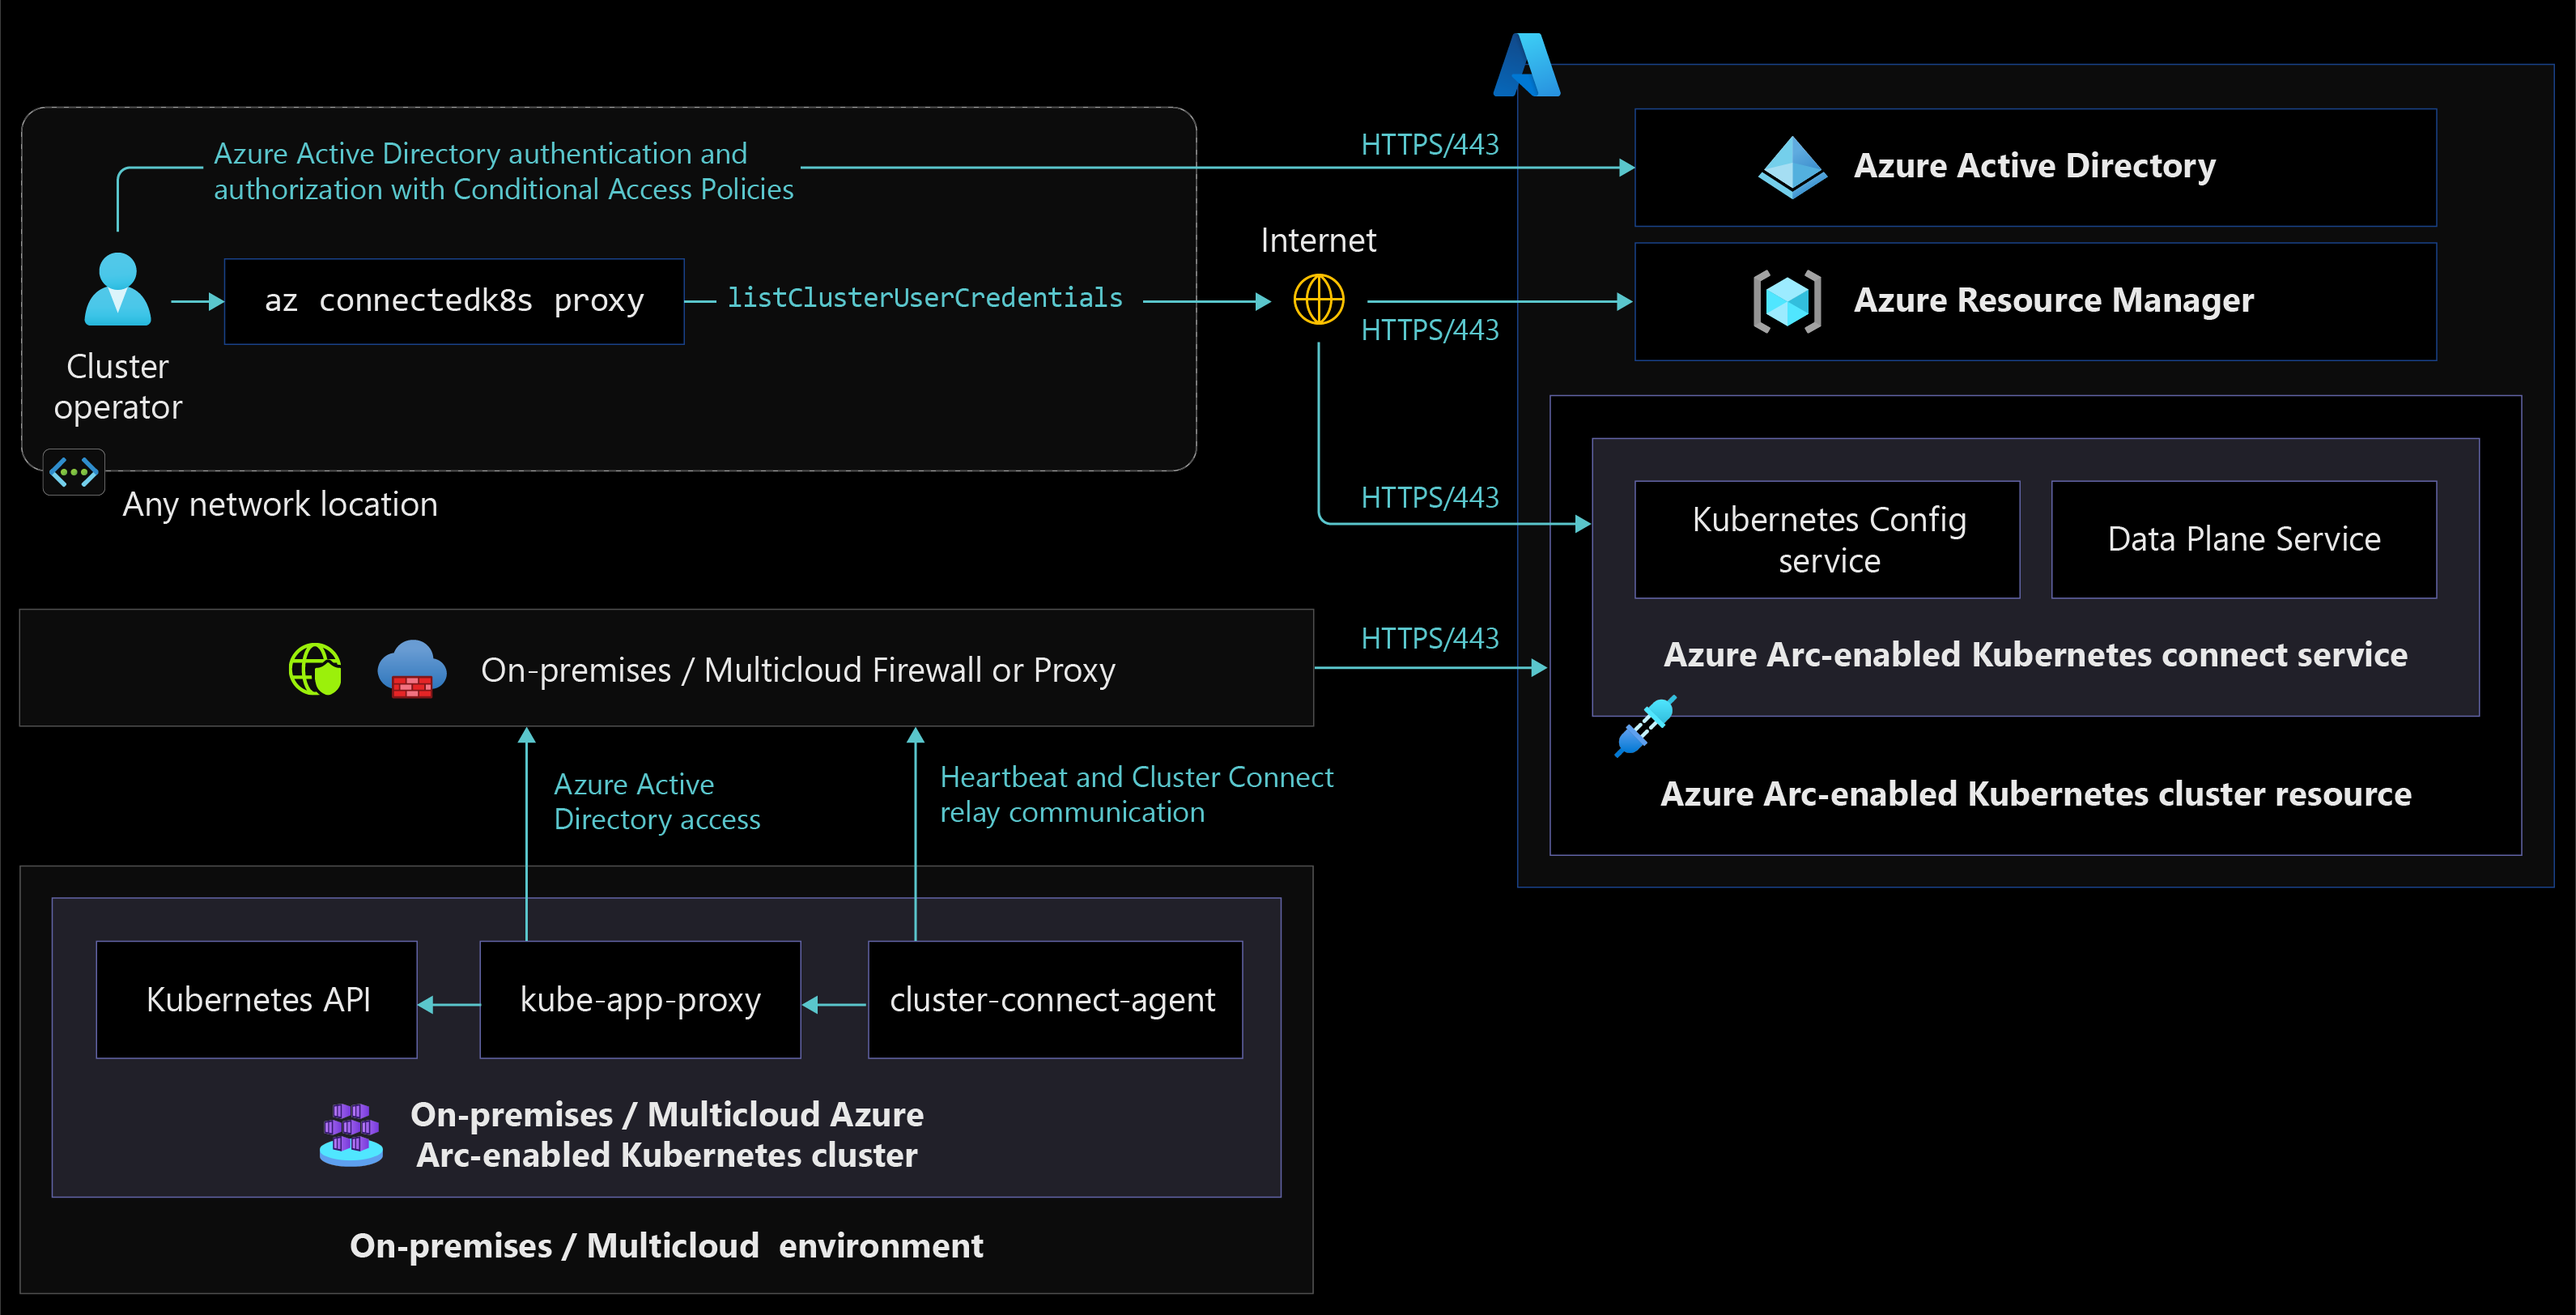 Azure Active Directory authentication and
authorization with Conditional Access Policies
HTTPS/443
Azure Active Directory
Cluster
operator
az connectedk8s proxy
listClusterUserCredentials
Internet
HTTPS/443
Azure Resource Manager
Any network location
HTTPS/443
Kubernetes Config
service
Data Plane Service
Azure Arc-enabled Kubernetes connect service
Azure Arc-enabled Kubernetes cluster resource
On-premises / Multicloud Firewall or Proxy
HTTPS/443
Azure Active
Directory access
Heartbeat and Cluster Connect
relay communication
Kubernetes API
kube-app-proxy
cluster-connect-agent
On-premises / Multicloud Azure
Arc-enabled Kubernetes cluster
On-premises / Multicloud environment